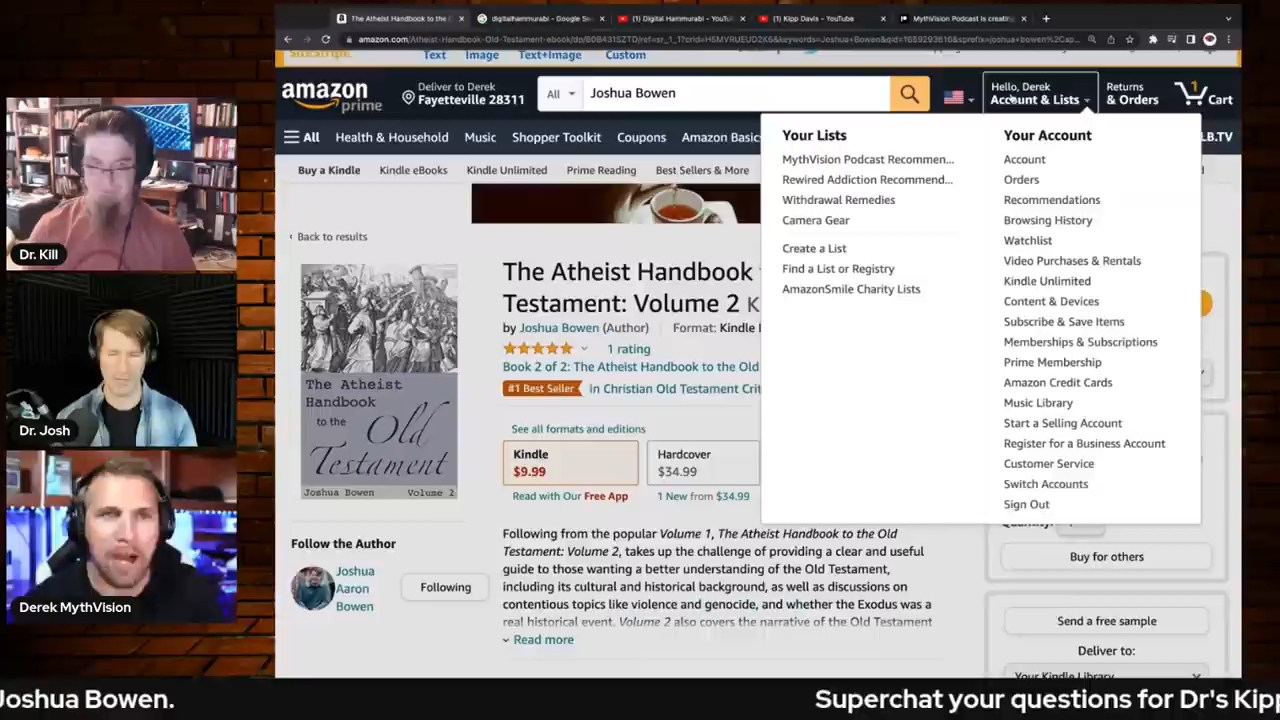 The Atheist Handbook to the
digitalhammurabi - Google Se
(1) Digital Hammurabi - YouTu
(1) Kipp Davis - YouTube
MythVision Podcast is creatin
Text
Image
Text+Image
Custom
amazon
prime
Deliver to Derek
Fayetteville 28311
All
Joshua Bowen
Hello, Derek
Account & Lists
Returns
& Orders
1
Cart
All
Health & Household
Music
Shopper Toolkit
Coupons
Amazon Basic
LB.TV
Buy a Kindle
Kindle eBooks
Kindle Unlimited
Prime Reading
Best Sellers & More
Your Lists
MythVision Podcast Recommen...
Rewired Addiction Recommend...
Withdrawal Remedies
Camera Gear
Create a List
Find a List or Registry
AmazonSmile Charity Lists
Your Account
Account
Orders
Recommendations
Browsing History
Watchlist
Video Purchases & Rentals
Kindle Unlimited
Content & Devices
Subscribe & Save Items
Memberships & Subscriptions
Prime Membership
Amazon Credit Cards
Music Library
Start a Selling Account
Register for a Business Account
Customer Service
Switch Accounts
Sign Out
‹ Back to results
The Atheist
Handbook
to the
Old
Testament
Joshua Bowen Volume 2
The Atheist Handbook
Testament: Volume 2 K
by Joshua Bowen (Author) Format: Kindle
1 rating
Book 2 of 2: The Atheist Handbook to the Old
#1 Best Seller in Christian Old Testament Crit
See all formats and editions
Kindle
$9.99
Hardcover
$34.99
Read with Our Free App
1 New from $34.99
Following from the popular Volume 1, The Atheist Handbook to the Old
Testament: Volume 2, takes up the challenge of providing a clear and useful
guide to those wanting a better understanding of the Old Testament,
including its cultural and historical background, as well as discussions on
contentious topics like violence and genocide, and whether the Exodus was a
real historical event. Volume 2 also covers the narrative of the Old Testament
Read more
Follow the Author
Joshua
Aaron
Bowen
Following
Buy for others
Send a free sample
Deliver to:
Your Kindle Library
Dr. Kill
Dr. Josh
Derek MythVision
Joshua Bowen.
Superchat your questions for Dr's Kipp